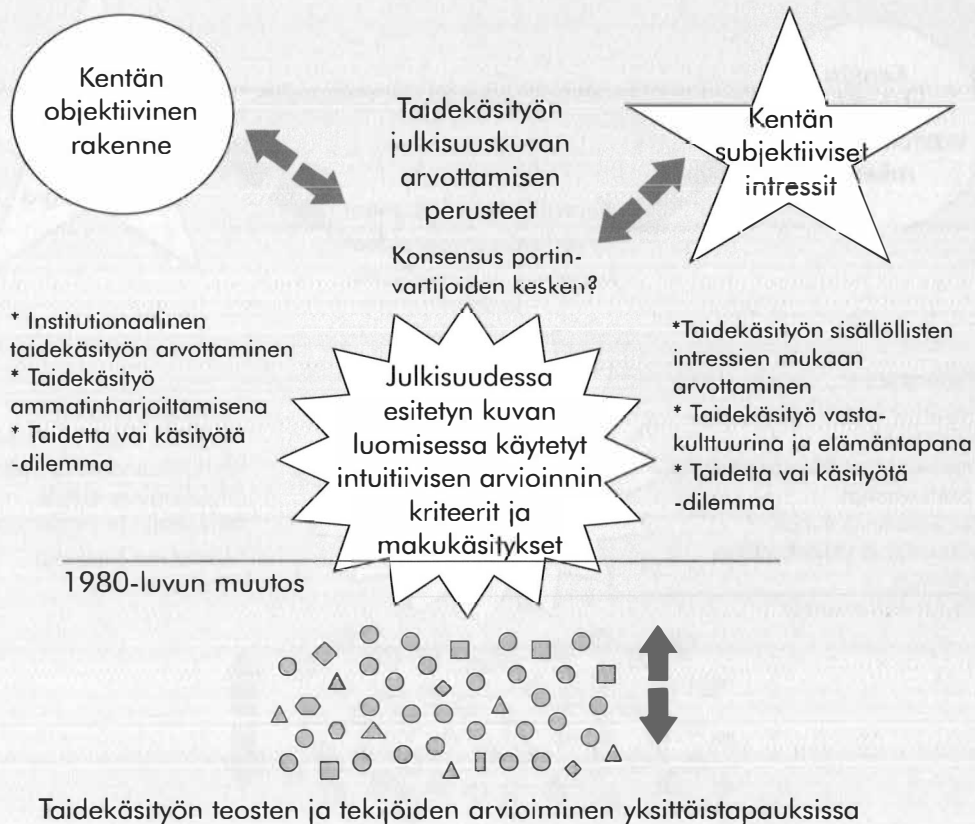 Kentän
objektiivinen
rakenne
Taidekäsityön
julkisuuskuvan
arvottamisen
perusteet
Konsensus portin-
vartijoiden kesken?
Kentän
subjektiiviset
intressit
* Institutionaalinen
taidekäsityön arvottaminen
* Taidekäsityö
ammatinharjoittamisena
* Taidetta vai käsityötä
-dilemma
Julkisuudessa
esitetyn kuvan
luomisessa käytetyt
intuitiivisen arvioinnin
kriteerit ja
makukäsitykset
*Taidekäsityön sisällöllisten
intressien mukaan
arvottaminen
* Taidekäsityö vasta-
kulttuurina ja elämäntapana
* Taidetta vai käsityötä
-dilemma
1980-luvun muutos
Taidekäsityön teosten ja tekijöiden arvioiminen yksittäistapauksissa